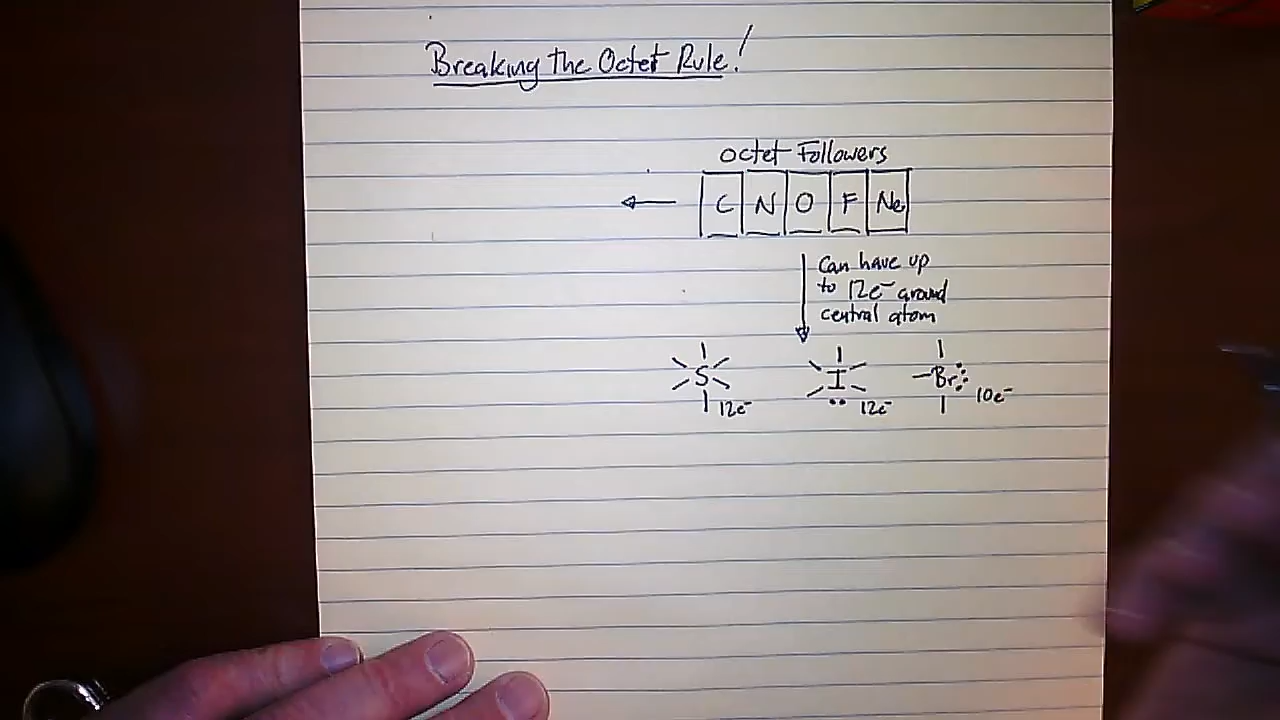 Breaking the Octet Rule!
Octet Followers
C N O F Ne
Can have up
to 12e⁻ around
central atom
S 12e⁻
I 12e⁻
Br 10e⁻